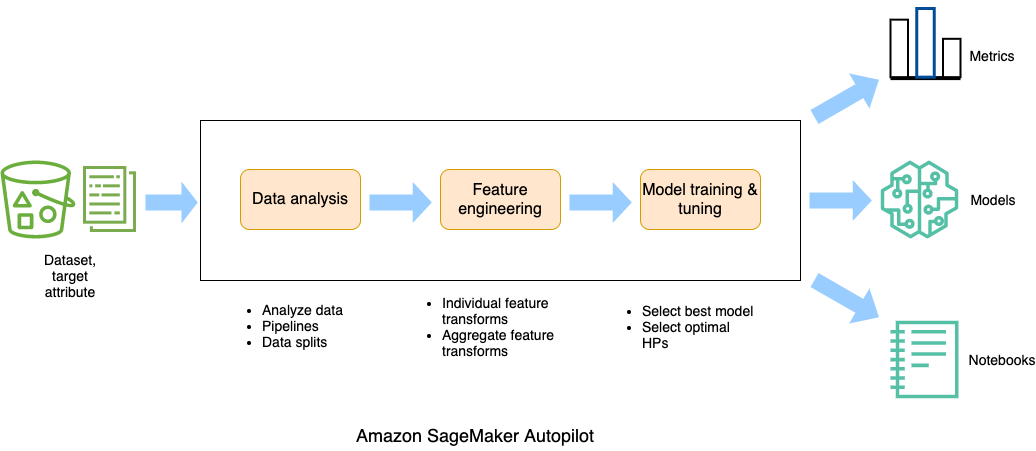 Metrics
Data analysis
Feature
engineering
Model training &
tuning
Models
Dataset,
target
attribute
• Analyze data
• Pipelines
• Data splits
• Individual feature
transforms
• Aggregate feature
transforms
• Select best model
• Select optimal
HPs
Notebooks
Amazon SageMaker Autopilot